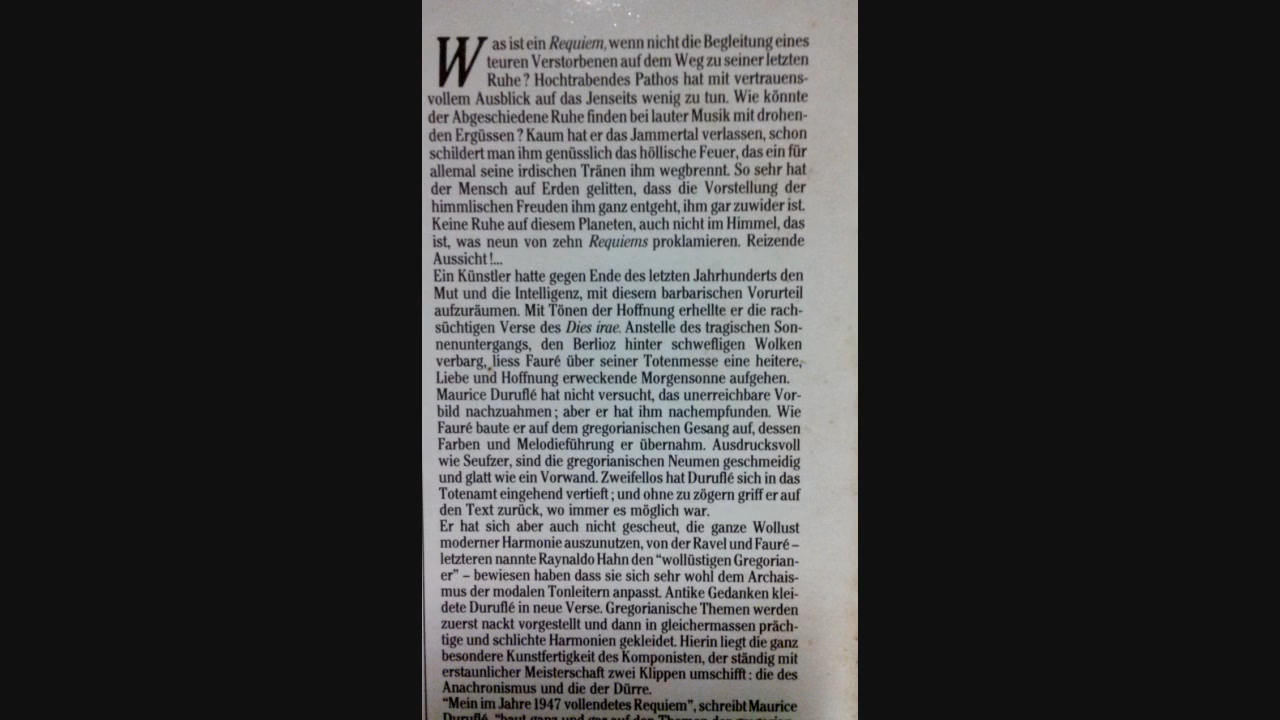 Was ist ein Requiem, wenn nicht die Begleitung eines
teuren Verstorbenen auf dem Weg zu seiner letzten
Ruhe ? Hochtrabendes Pathos hat mit vertrauens-
vollem Ausblick auf das Jenseits wenig zu tun. Wie könnte
der Abgeschiedene Ruhe finden bei lauter Musik mit drohen-
den Ergüssen ? Kaum hat er das Jammertal verlassen, schon
schildert man ihm genüsslich das höllische Feuer, das ein für
allemal seine irdischen Tränen ihm wegbrennt. So sehr hat
der Mensch auf Erden gelitten, dass die Vorstellung der
himmlischen Freuden ihm ganz entgeht, ihm gar zuwider ist.
Keine Ruhe auf diesem Planeten, auch nicht im Himmel, das
ist, was neun von zehn Requiems proklamieren. Reizende
Aussicht !...
Ein Künstler hatte gegen Ende des letzten Jahrhunderts den
Mut und die Intelligenz, mit diesem barbarischen Vorurteil
aufzuräumen. Mit Tönen der Hoffnung erhellte er die rach-
süchtigen Verse des Dies irae. Anstelle des tragischen Son-
nenuntergangs, den Berlioz hinter schwefligen Wolken
verbarg, liess Fauré über seiner Totenmesse eine heitere,
Liebe und Hoffnung erweckende Morgensonne aufgehen.
Maurice Duruflé hat nicht versucht, das unerreichbare Vor-
bild nachzuahmen ; aber er hat ihm nachempfunden. Wie
Fauré baute er auf dem gregorianischen Gesang auf, dessen
Farben und Melodieführung er übernahm. Ausdrucksvoll
wie Seufzer, sind die gregorianischen Neumen geschmeidig
und glatt wie ein Vorwand. Zweifellos hat Duruflé sich in das
Totenamt eingehend vertieft ; und ohne zu zögern griff er auf
den Text zurück, wo immer es möglich war.
Er hat sich aber auch nicht gescheut, die ganze Wollust
moderner Harmonie auszunutzen, von der Ravel und Fauré –
letzteren nannte Raynaldo Hahn den "wollüstigen Gregorian-
er" – bewiesen haben dass sie sich sehr wohl dem Archais-
mus der modalen Tonleitern anpasst. Antike Gedanken klei-
dete Duruflé in neue Verse. Gregorianische Themen werden
zuerst nackt vorgestellt und dann in gleichermassen präch-
tige und schlichte Harmonien gekleidet. Hierin liegt die ganz
besondere Kunstfertigkeit des Komponisten, der ständig mit
erstaunlicher Meisterschaft zwei Klippen umschifft : die des
Anachronismus und die der Dürre.
"Mein im Jahre 1947 vollendetes Requiem", schreibt Maurice
Duruflé, "baut ganz und gar auf den Themen der gregorian-